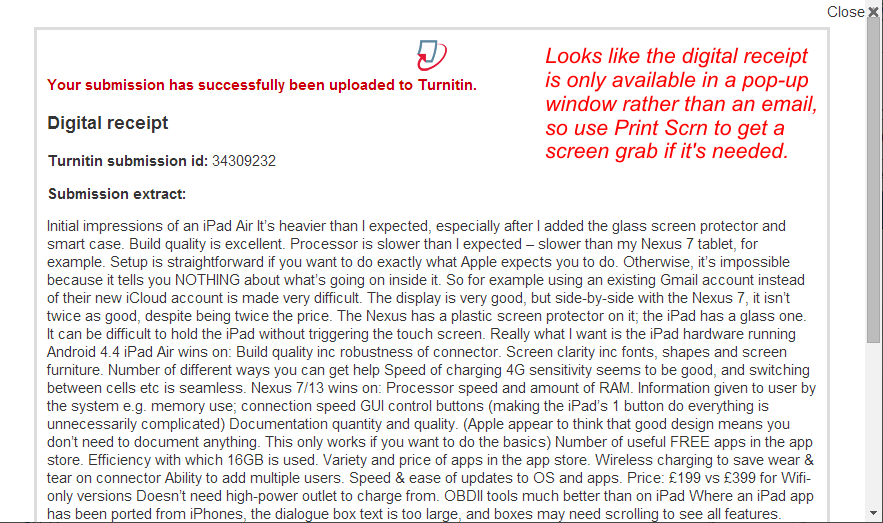 Close
Looks like the digital receipt
is only available in a pop-up
window rather than an email,
so use Print Scrn to get a
screen grab if it's needed.
Your submission has successfully been uploaded to Turnitin.
Digital receipt
Turnitin submission id: 34309232
Submission extract:
Initial impressions of an iPad Air It's heavier than I expected, especially after I added the glass screen protector and
smart case. Build quality is excellent. Processor is slower than I expected – slower than my Nexus 7 tablet, for
example. Setup is straightforward if you want to do exactly what Apple expects you to do. Otherwise, it's impossible
because it tells you NOTHING about what's going on inside it. So for example using an existing Gmail account instead
of their new iCloud account is made very difficult. The display is very good, but side-by-side with the Nexus 7, it isn't
twice as good, despite being twice the price. The Nexus has a plastic screen protector on it; the iPad has a glass one.
It can be difficult to hold the iPad without triggering the touch screen. Really what I want is the iPad hardware running
Android 4.4 iPad Air wins on: Build quality inc robustness of connector. Screen clarity inc fonts, shapes and screen
furniture. Number of different ways you can get help Speed of charging 4G sensitivity seems to be good, and switching
between cells etc is seamless. Nexus 7/13 wins on: Processor speed and amount of RAM. Information given to user by
the system e.g. memory use; connection speed GUI control buttons (making the iPad's 1 button do everything is
unnecessarily complicated) Documentation quantity and quality. (Apple appear to think that good design means you
don't need to document anything. This only works if you want to do the basics) Number of useful FREE apps in the app
store. Efficiency with which 16GB is used. Variety and price of apps in the app store. Wireless charging to save wear &
tear on connector Ability to add multiple users. Speed & ease of updates to OS and apps. Price: £199 vs £399 for Wifi-
only versions Doesn't need high-power outlet to charge from. OBDII tools much better than on iPad Where an iPad app
has been ported from iPhones, the dialogue box text is too large, and boxes may need scrolling to see all features.